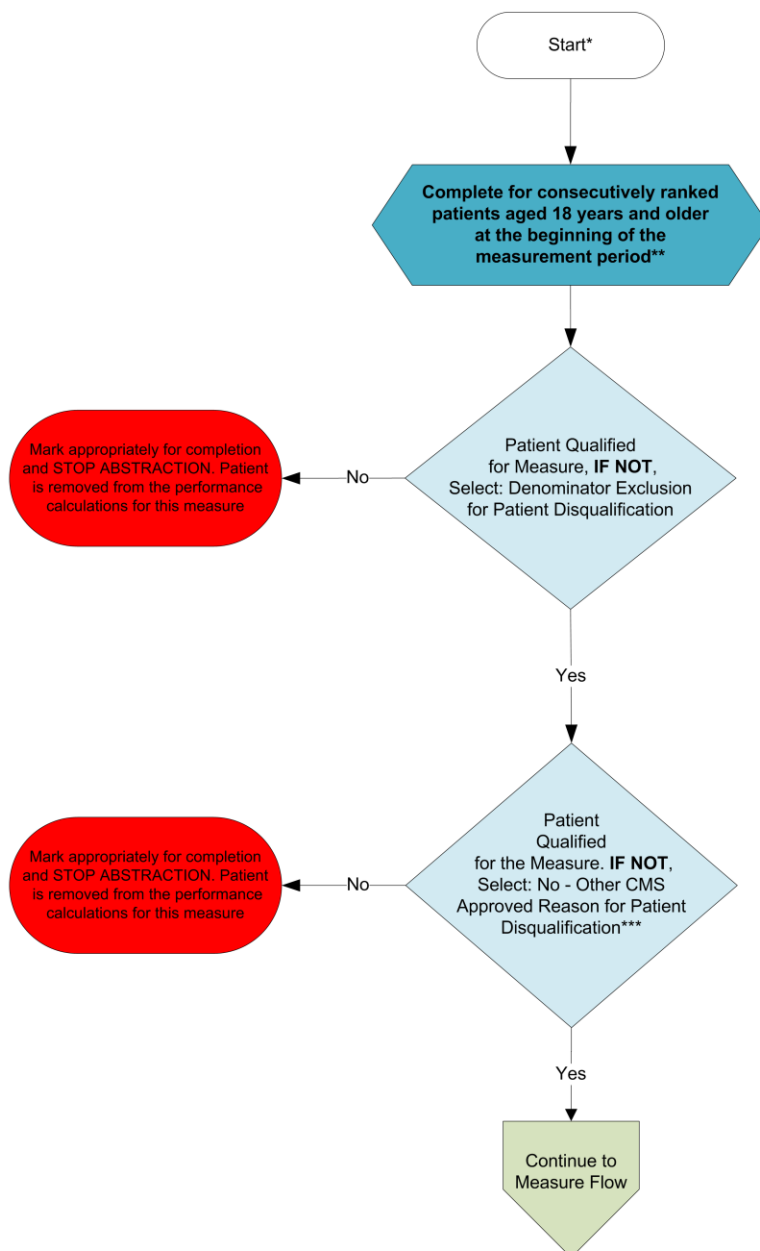 Start*
Complete for consecutively ranked
patients aged 18 years and older
at the beginning of the
measurement period**
Patient Qualified
for Measure, IF NOT,
Select: Denominator Exclusion
for Patient Disqualification
No
Mark appropriately for completion
and STOP ABSTRACTION. Patient
is removed from the performance
calculations for this measure
Yes
Patient
Qualified
for the Measure. IF NOT,
Select: No - Other CMS
Approved Reason for Patient
Disqualification***
No
Mark appropriately for completion
and STOP ABSTRACTION. Patient
is removed from the performance
calculations for this measure
Yes
Continue to
Measure Flow